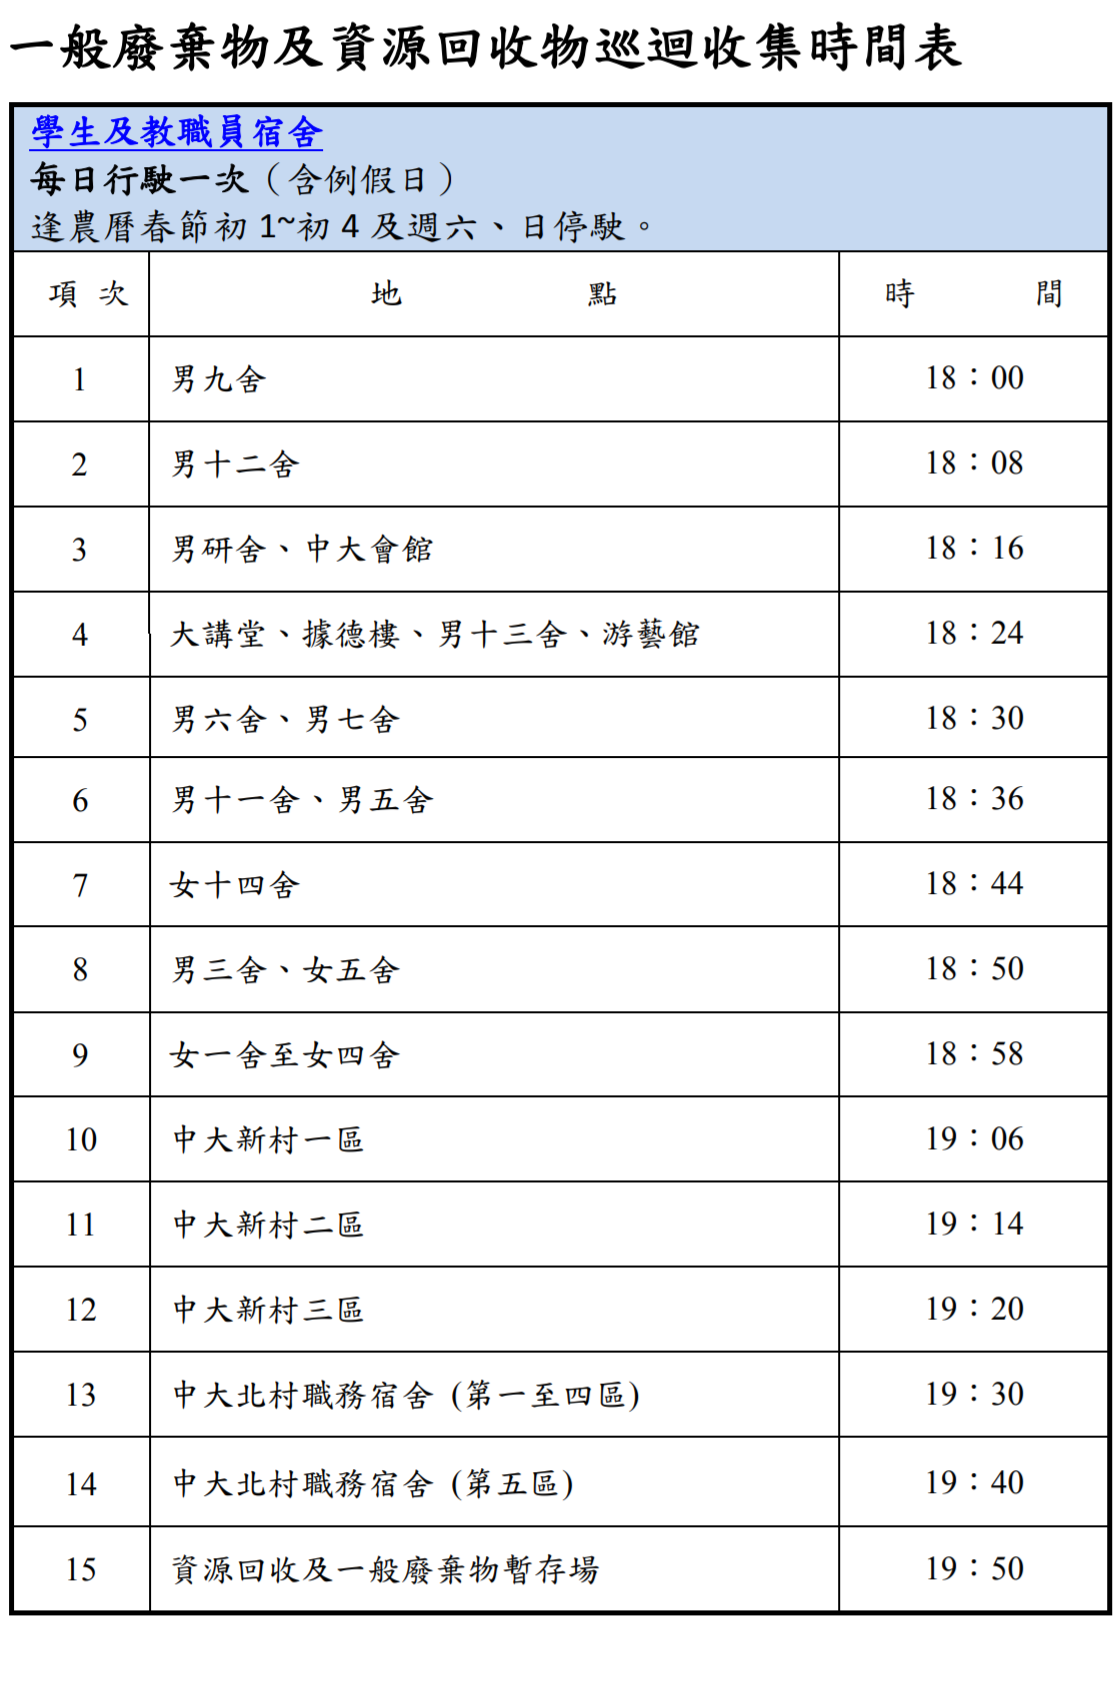 一般廢棄物及資源回收物巡迴收集時間表
學生及教職員宿舍
每日行駛一次（含例假日）
逢農曆春節初 1~初 4 及週六、日停駛。
項 次 地 點 時 間
1 男九舍 18：00
2 男十二舍 18：08
3 男研舍、中大會館 18：16
4 大講堂、據德樓、男十三舍、游藝館 18：24
5 男六舍、男七舍 18：30
6 男十一舍、男五舍 18：36
7 女十四舍 18：44
8 男三舍、女五舍 18：50
9 女一舍至女四舍 18：58
10 中大新村一區 19：06
11 中大新村二區 19：14
12 中大新村三區 19：20
13 中大北村職務宿舍 (第一至四區) 19：30
14 中大北村職務宿舍 (第五區) 19：40
15 資源回收及一般廢棄物暫存場 19：50